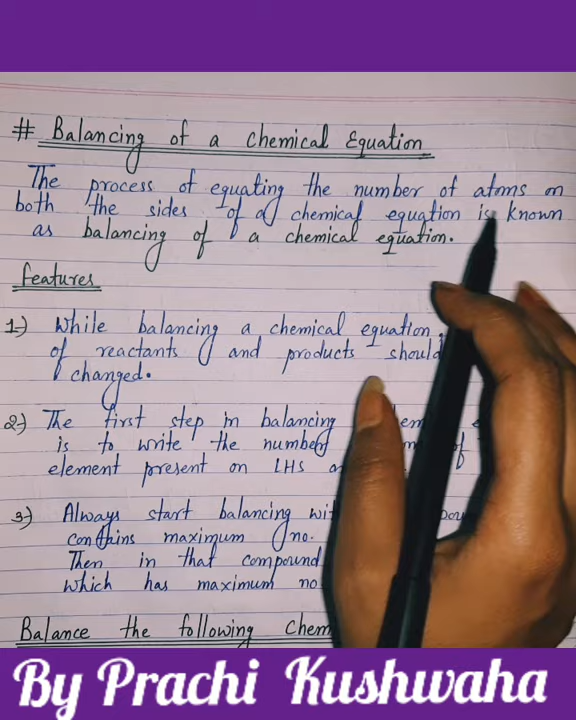 # Balancing of a Chemical Equation
The process of equating the number of atoms on
both the sides of a chemical equation is known
as balancing of a chemical equation.
Features
1-) While balancing a chemical equation
of reactants and products should
changed.
2-) The first step in balancing
is to write the number of
element present on LHS
3-) Always start balancing
contains maximum no.
Then in that compound
which has maximum no
Balance the following
By Prachi Kushwaha